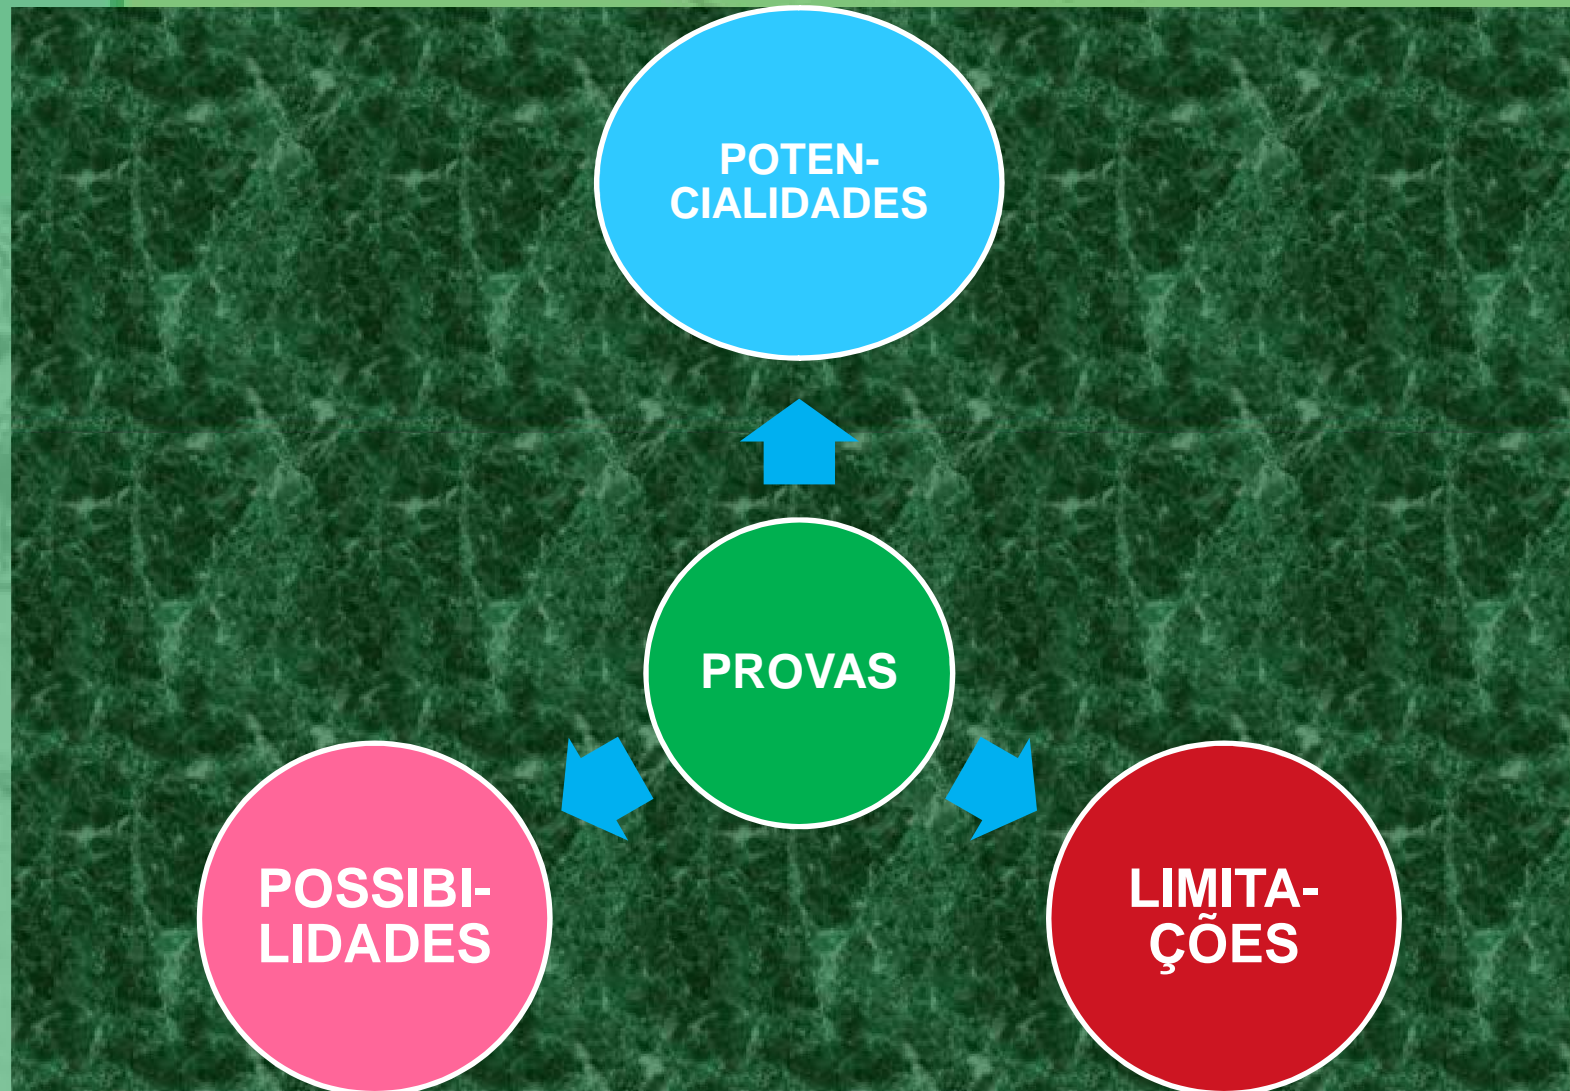 POTEN-
CIALIDADES
PROVAS
POSSIBI-
LIDADES
LIMITA-
ÇÕES